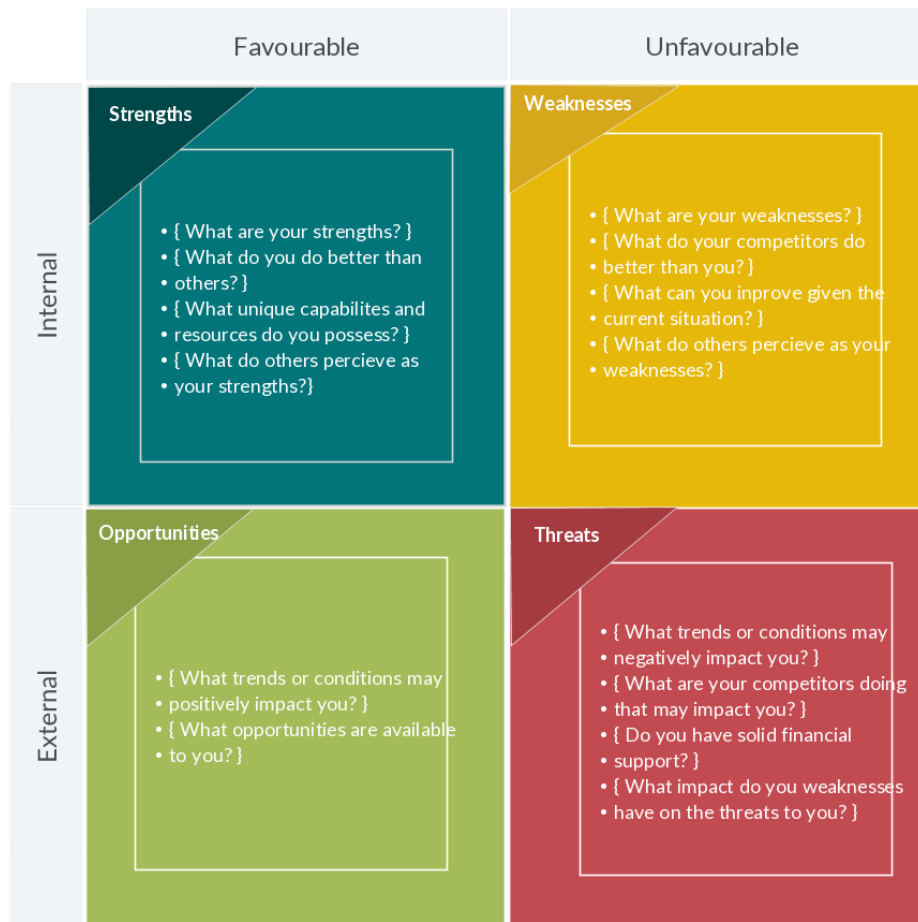 Favourable
Unfavourable
Internal
Strengths
• { What are your strengths? }
• { What do you do better than
• others? }
• { What unique capabilites and
• resources do you possess? }
• { What do others percieve as
• your strengths?}
Weaknesses
• { What are your weaknesses? }
• { What do your competitors do
• better than you? }
• { What can you inprove given the
• current situation? }
• { What do others percieve as your
• weaknesses? }
External
Opportunities
• { What trends or conditions may
• positively impact you? }
• { What opportunities are available
• to you? }
Threats
• { What trends or conditions may
• negatively impact you? }
• { What are your competitors doing
• that may impact you? }
• { Do you have solid financial
• support? }
• { What impact do you weaknesses
• have on the threats to you? }